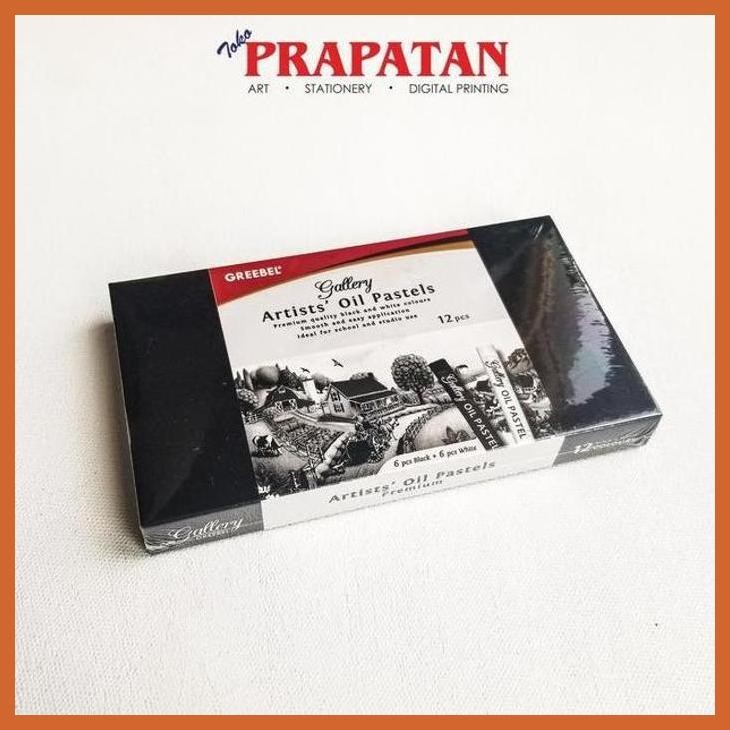 Toko
PRAPATAN
ART • STATIONERY • DIGITAL PRINTING
GREEBEL®
Gallery
Artists' Oil Pastels
Premium quality black and white colours
Smooth and easy application
Ideal for school and studio use
12 pcs
Gallery OIL PASTEL
Gallery OIL PASTEL
6 pcs Black + 6 pcs White
Artists' Oil Pastels
Premium
Gallery
12
COLOURS